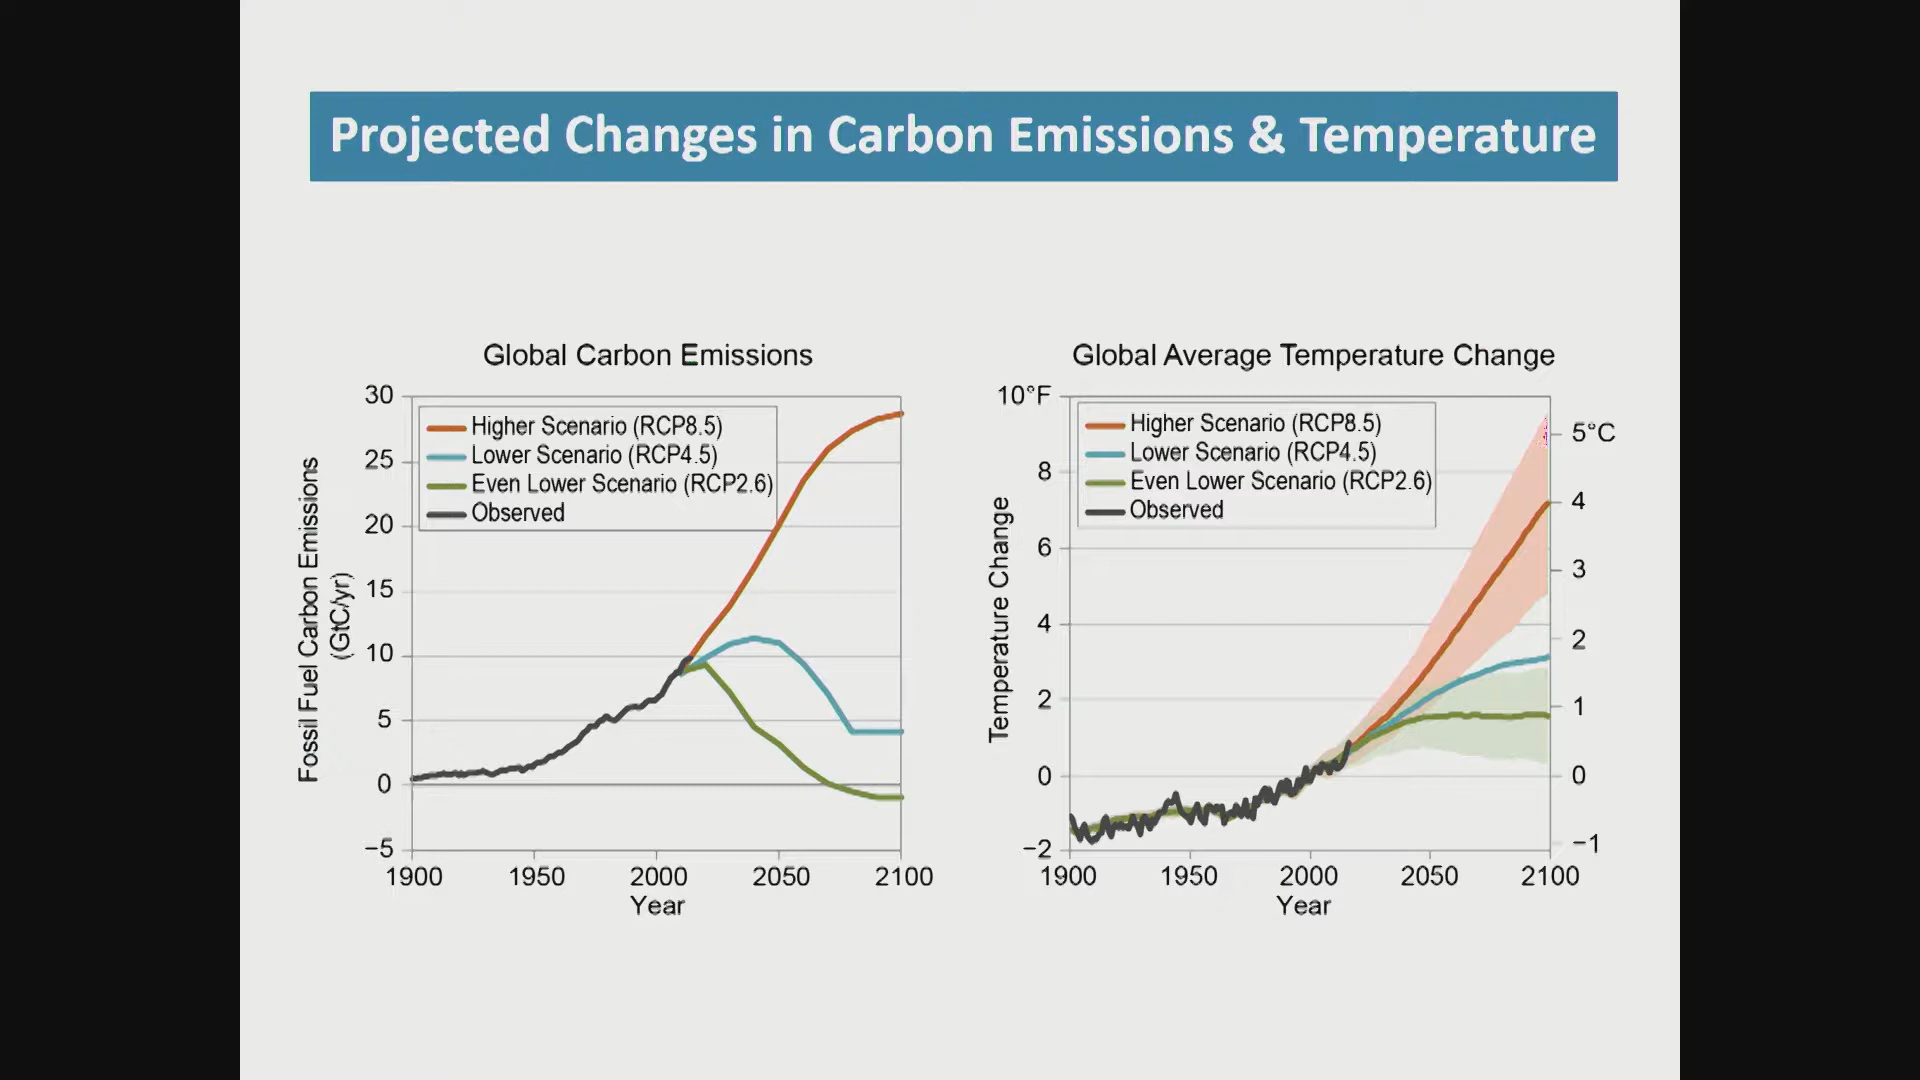 Projected Changes in Carbon Emissions & Temperature
Global Carbon Emissions
Fossil Fuel Carbon Emissions
(GtC/yr)
30
25
20
15
10
5
0
−5
Higher Scenario (RCP8.5)
Lower Scenario (RCP4.5)
Even Lower Scenario (RCP2.6)
Observed
1900 1950 2000 2050 2100
Year
Global Average Temperature Change
Temperature Change
10°F
8
6
4
2
0
−2
Higher Scenario (RCP8.5)
Lower Scenario (RCP4.5)
Even Lower Scenario (RCP2.6)
Observed
5°C
4
3
2
1
0
−1
1900 1950 2000 2050 2100
Year